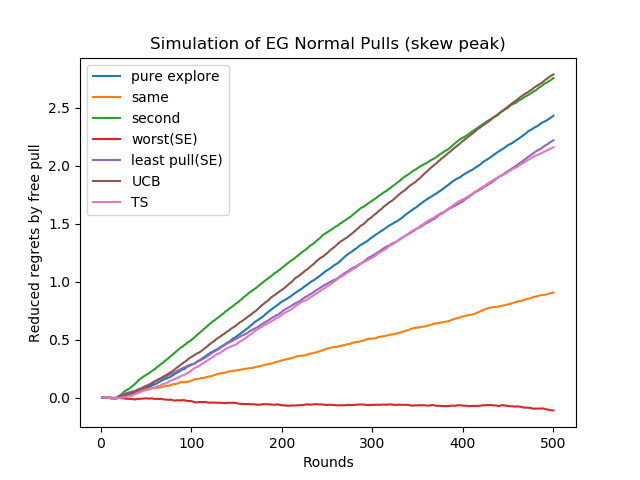 Simulation of EG Normal Pulls (skew peak)
Reduced regrets by free pull
2.5
2.0
1.5
1.0
0.5
0.0
pure explore
same
second
worst(SE)
least pull(SE)
UCB
TS
0 100 200 300 400 500
Rounds